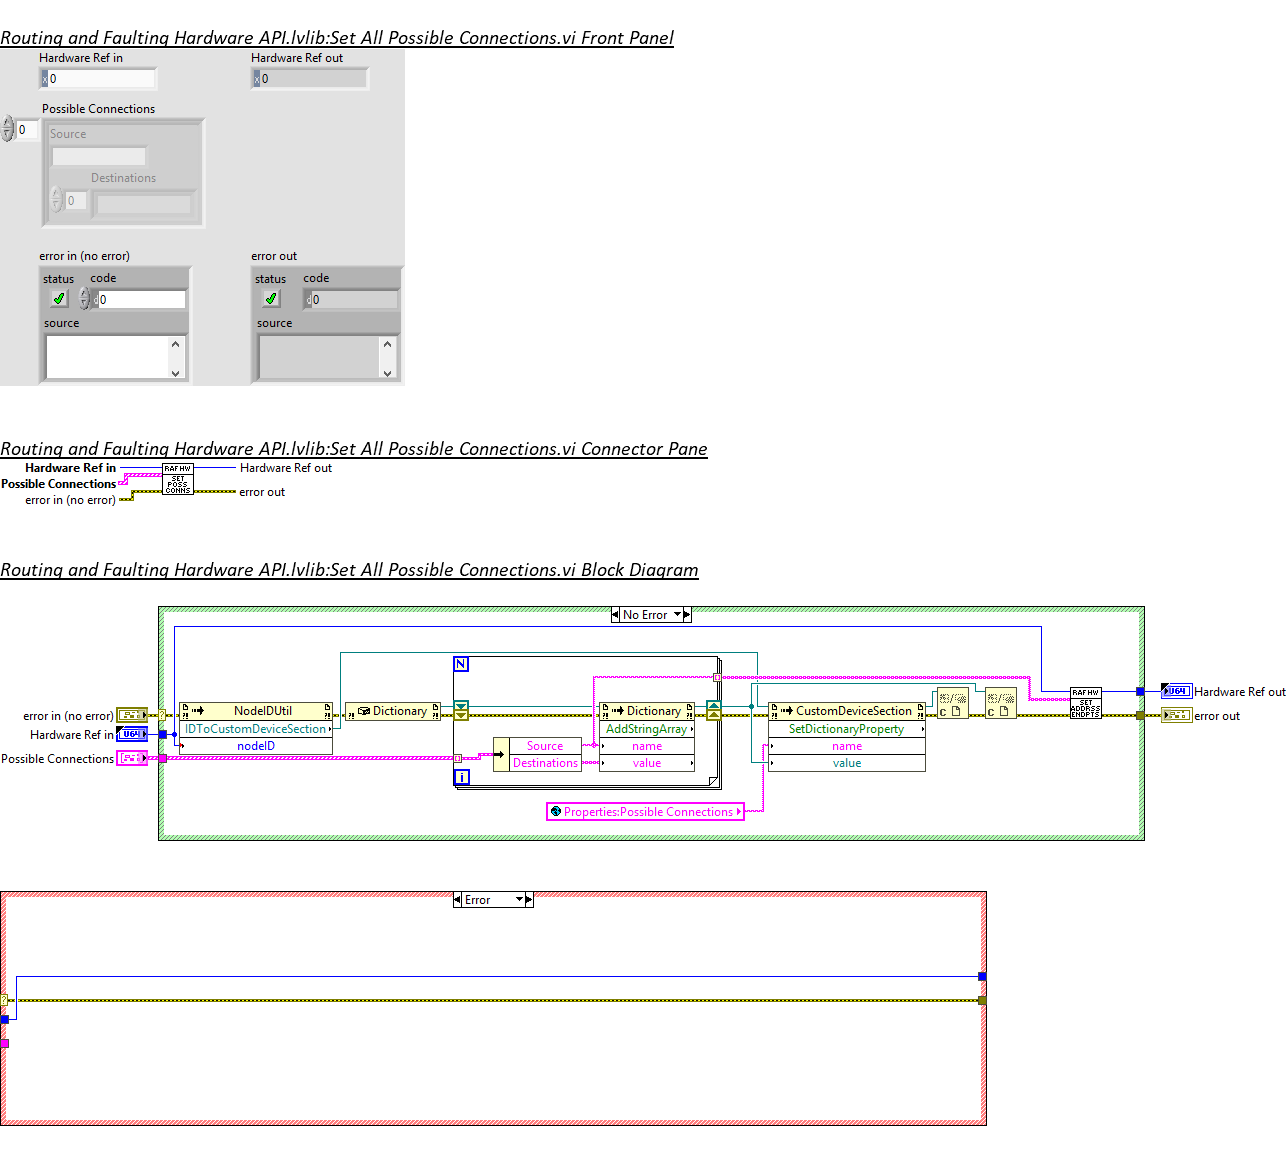 Routing and Faulting Hardware API.lvlib:Set All Possible Connections.vi Front Panel
Hardware Ref in
Hardware Ref out
x 0
x 0
Possible Connections
0
Source
Destinations
0
error in (no error)
error out
status code
status code
d 0
d 0
source
source
Routing and Faulting Hardware API.lvlib:Set All Possible Connections.vi Connector Pane
Hardware Ref in
RAF HW
Hardware Ref out
Possible Connections
SET
POSS
CONNS
error in (no error)
error out
Routing and Faulting Hardware API.lvlib:Set All Possible Connections.vi Block Diagram
No Error
N
error in (no error)
Hardware Ref in
U64
Possible Connections
NodeIDUtil
IDToCustomDeviceSection
nodeID
Dictionary
Source
Destinations
i
Dictionary
AddStringArray
name
value
Properties:Possible Connections
CustomDeviceSection
SetDictionaryProperty
name
value
C
C
RAF HW
SET
ADDRSS
ENDPTS
U64
Hardware Ref out
error out
Error